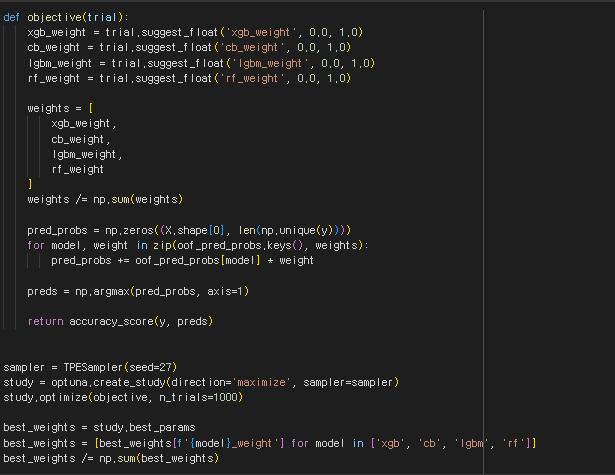 def objective(trial):
    xgb_weight = trial.suggest_float('xgb_weight', 0.0, 1.0)
    cb_weight = trial.suggest_float('cb_weight', 0.0, 1.0)
    lgbm_weight = trial.suggest_float('lgbm_weight', 0.0, 1.0)
    rf_weight = trial.suggest_float('rf_weight', 0.0, 1.0)
    weights = [
        xgb_weight,
        cb_weight,
        lgbm_weight,
        rf_weight
    ]
    weights /= np.sum(weights)
    pred_probs = np.zeros((X.shape[0], len(np.unique(y))))
    for model, weight in zip(oof_pred_probs.keys(), weights):
        pred_probs += oof_pred_probs[model] * weight
    preds = np.argmax(pred_probs, axis=1)
    return accuracy_score(y, preds)
sampler = TPESampler(seed=27)
study = optuna.create_study(direction='maximize', sampler=sampler)
study.optimize(objective, n_trials=1000)
best_weights = study.best_params
best_weights = [best_weights[f'{model}_weight'] for model in ['xgb', 'cb', 'lgbm', 'rf']]
best_weights /= np.sum(best_weights)